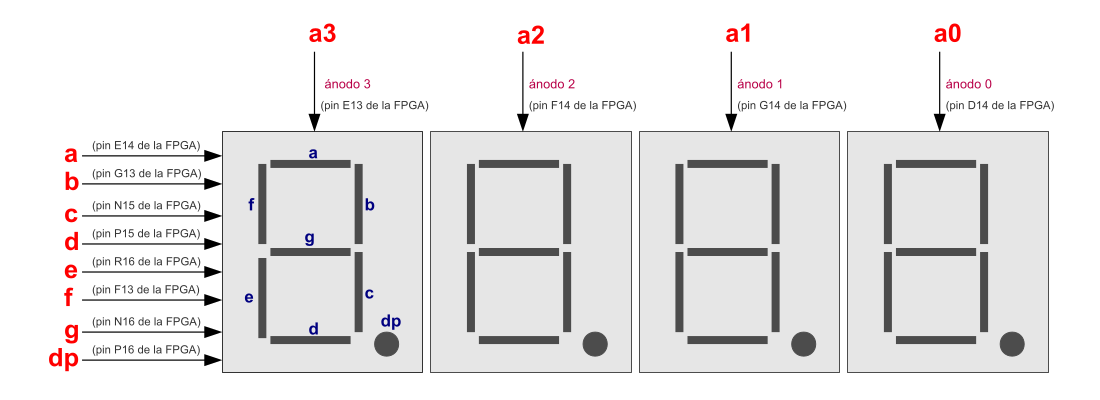 a3
a2
a1
a0
ánodo 3
ánodo 2
ánodo 1
ánodo 0
(pin E13 de la FPGA)
(pin F14 de la FPGA)
(pin G14 de la FPGA)
(pin D14 de la FPGA)
a (pin E14 de la FPGA)
b (pin G13 de la FPGA)
c (pin N15 de la FPGA)
d (pin P15 de la FPGA)
e (pin R16 de la FPGA)
f (pin F13 de la FPGA)
g (pin N16 de la FPGA)
dp (pin P16 de la FPGA)
a
f
b
g
e
c
d
dp